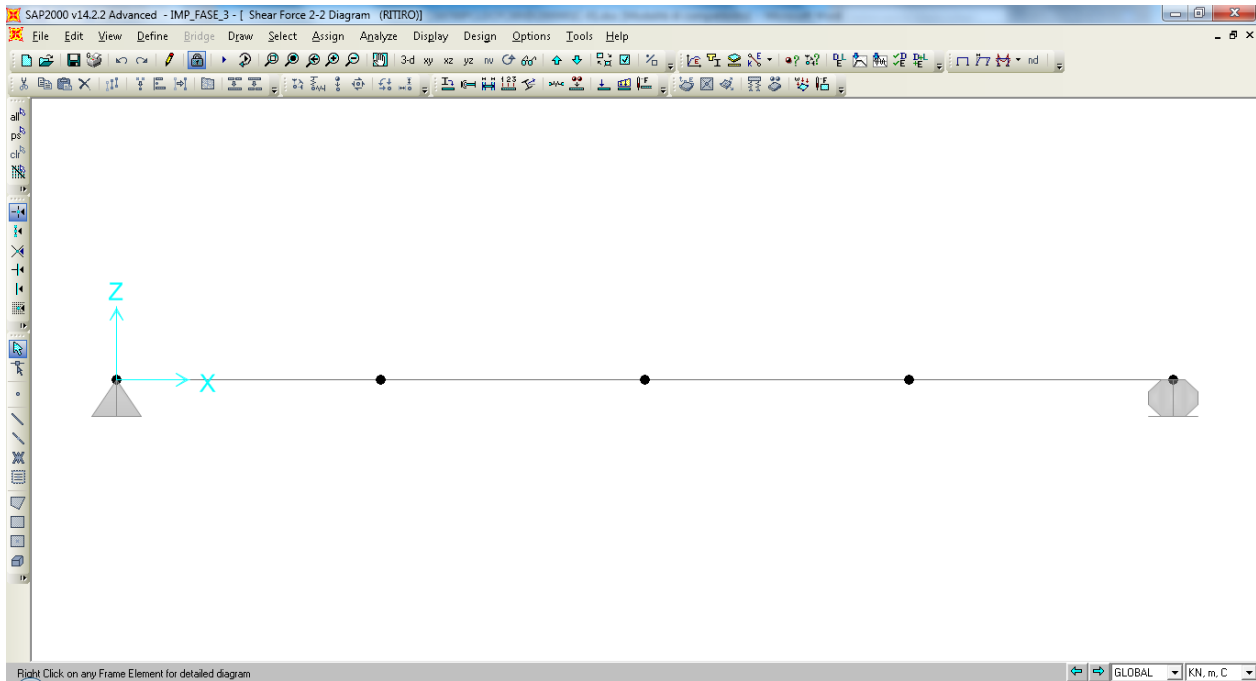 SAP2000 v14.2.2 Advanced - IMP_FASE_3 - [ Shear Force 2-2 Diagram (RITIRO)]
File Edit View Define Bridge Draw Select Assign Analyze Display Design Options Tools Help
3-d xy xz yz nv
nd
all
ps
clr
Z
X
Right Click on any Frame Element for detailed diagram
GLOBAL
KN, m, C